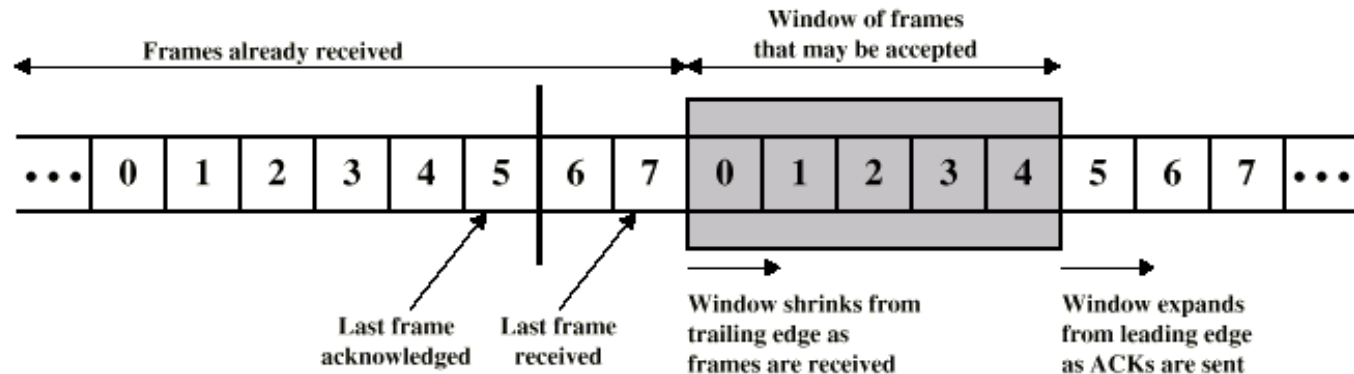 Window of frames
that may be accepted
Frames already received
••• 0 1 2 3 4 5 6 7 0 1 2 3 4 5 6 7 •••
Last frame
acknowledged
Last frame
received
Window shrinks from
trailing edge as
frames are received
Window expands
from leading edge
as ACKs are sent